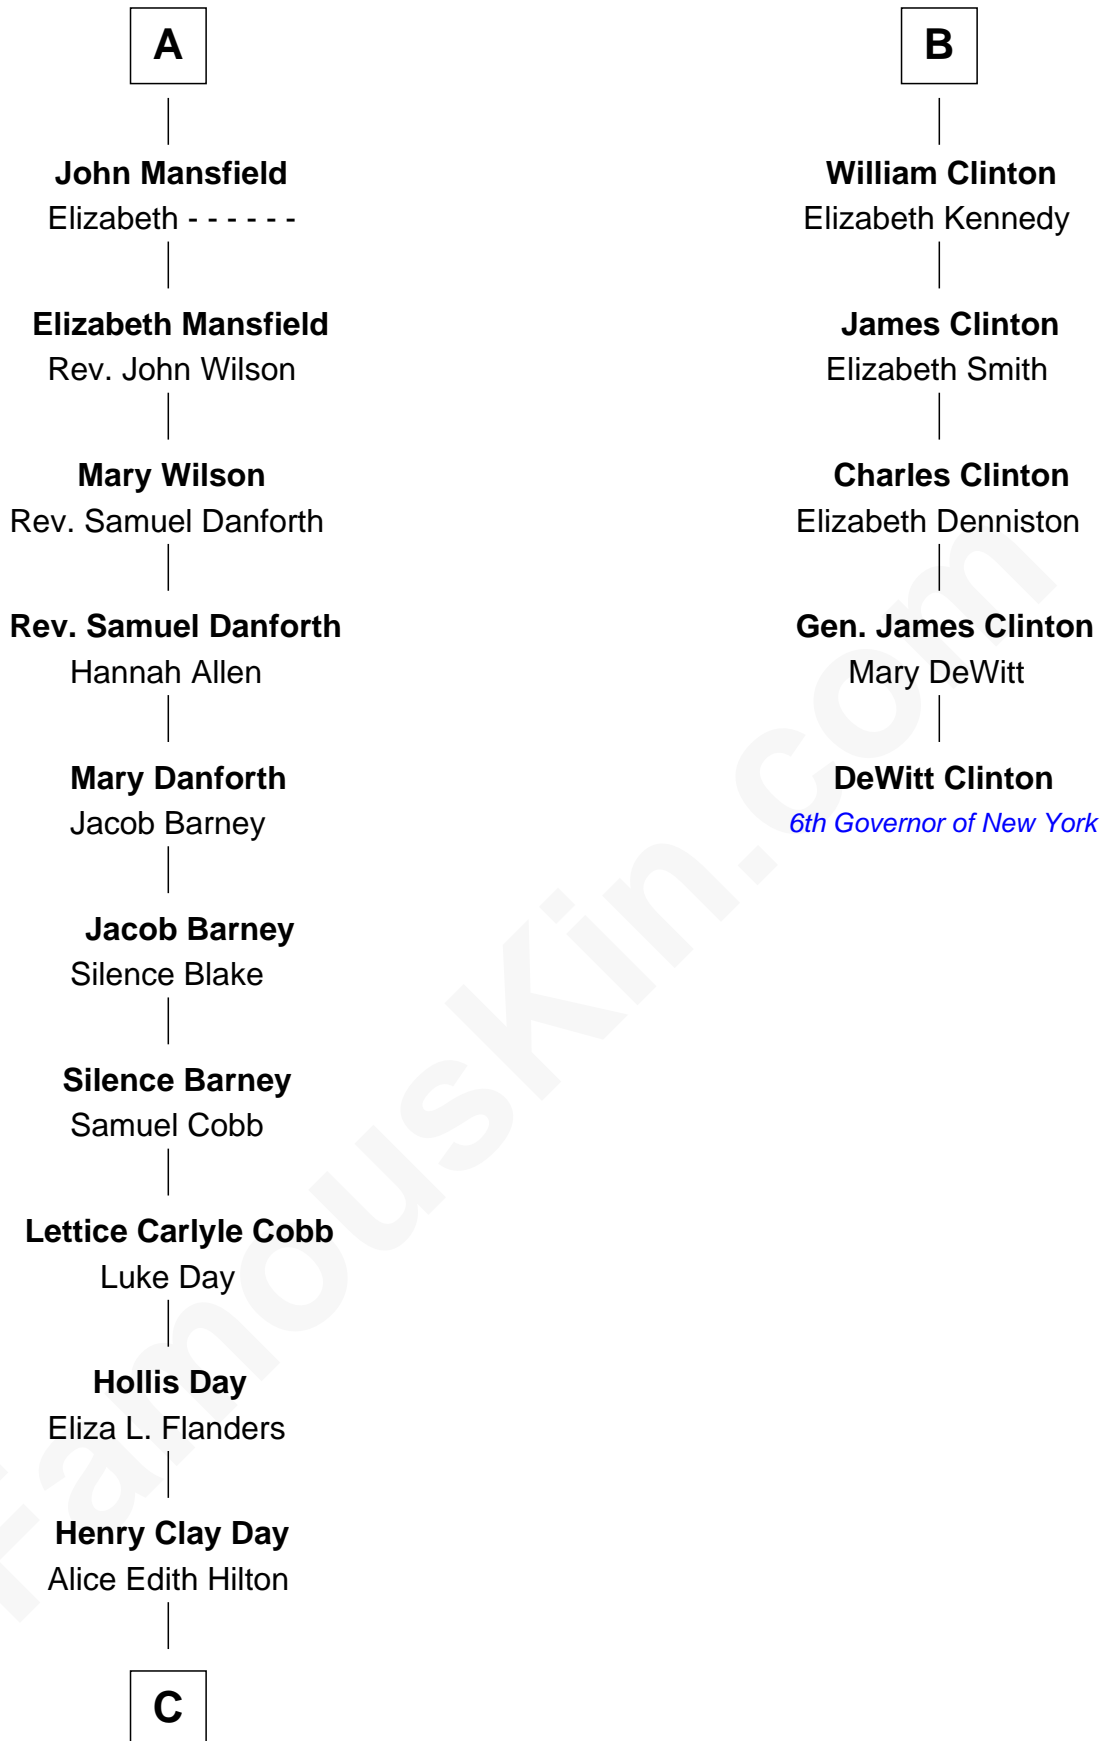 A
John Mansfield
Elizabeth - - - - - -
Elizabeth Mansfield
Rev. John Wilson
Mary Wilson
Rev. Samuel Danforth
Rev. Samuel Danforth
Hannah Allen
Mary Danforth
Jacob Barney
Jacob Barney
Silence Blake
Silence Barney
Samuel Cobb
Lettice Carlyle Cobb
Luke Day
Hollis Day
Eliza L. Flanders
Henry Clay Day
Alice Edith Hilton
C
B
William Clinton
Elizabeth Kennedy
James Clinton
Elizabeth Smith
Charles Clinton
Elizabeth Denniston
Gen. James Clinton
Mary DeWitt
DeWitt Clinton
6th Governor of New York
FamousKin.com